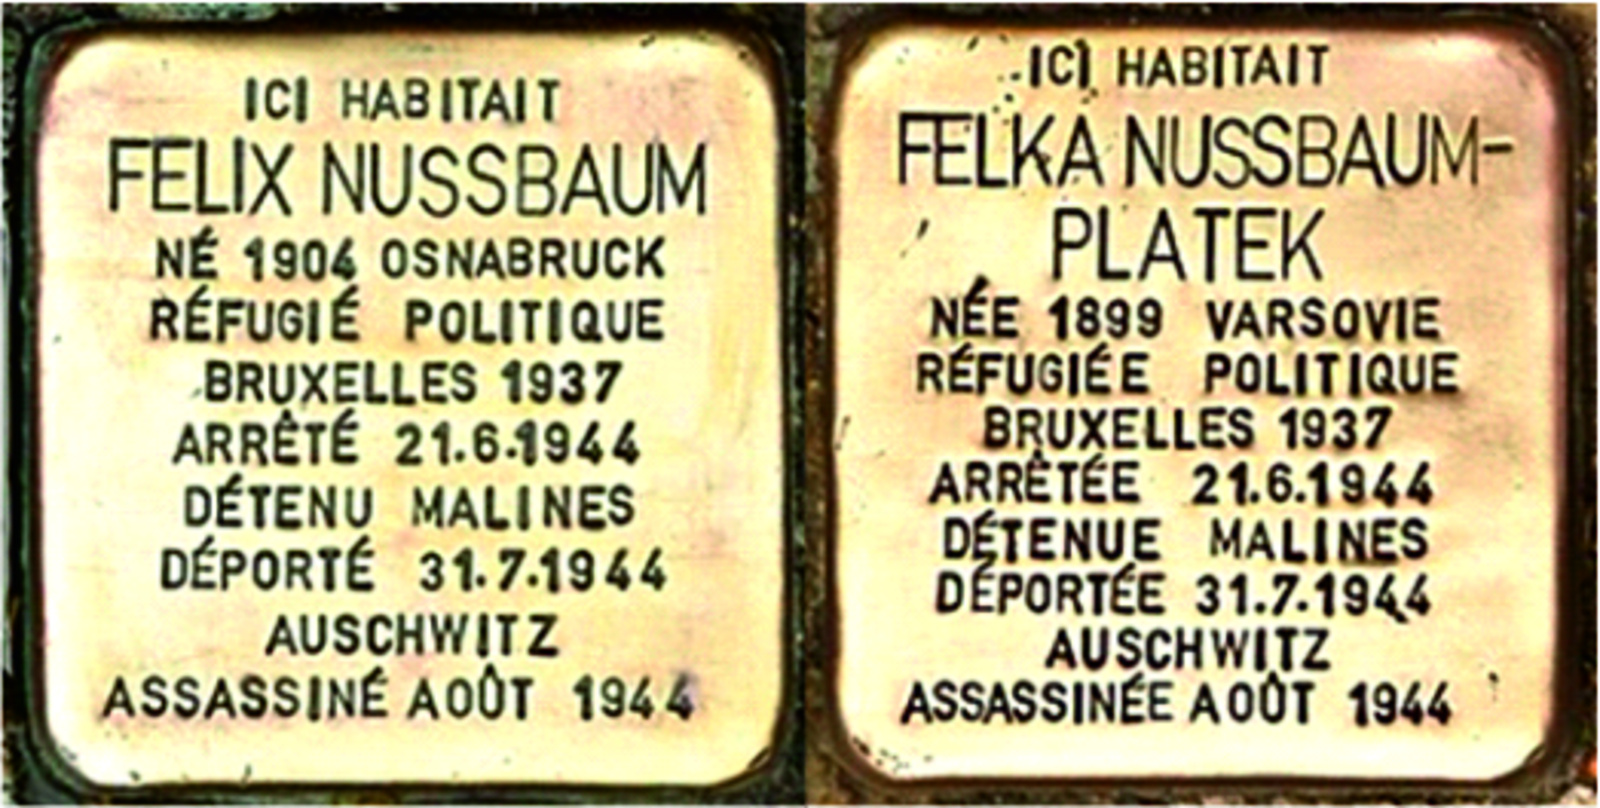 ICI HABITAIT
FELIX NUSSBAUM
NÉ 1904 OSNABRUCK
RÉFUGIÉ POLITIQUE
BRUXELLES 1937
ARRÊTÉ 21.6.1944
DÉTENU MALINES
DÉPORTÉ 31.7.1944
AUSCHWITZ
ASSASSINÉ AOÛT 1944
ICI HABITAIT
FELKA NUSSBAUM-
PLATEK
NÉE 1899 VARSOVIE
RÉFUGIÉE POLITIQUE
BRUXELLES 1937
ARRÊTÉE 21.6.1944
DÉTENUE MALINES
DÉPORTÉE 31.7.1944
AUSCHWITZ
ASSASSINÉE AOÛT 1944